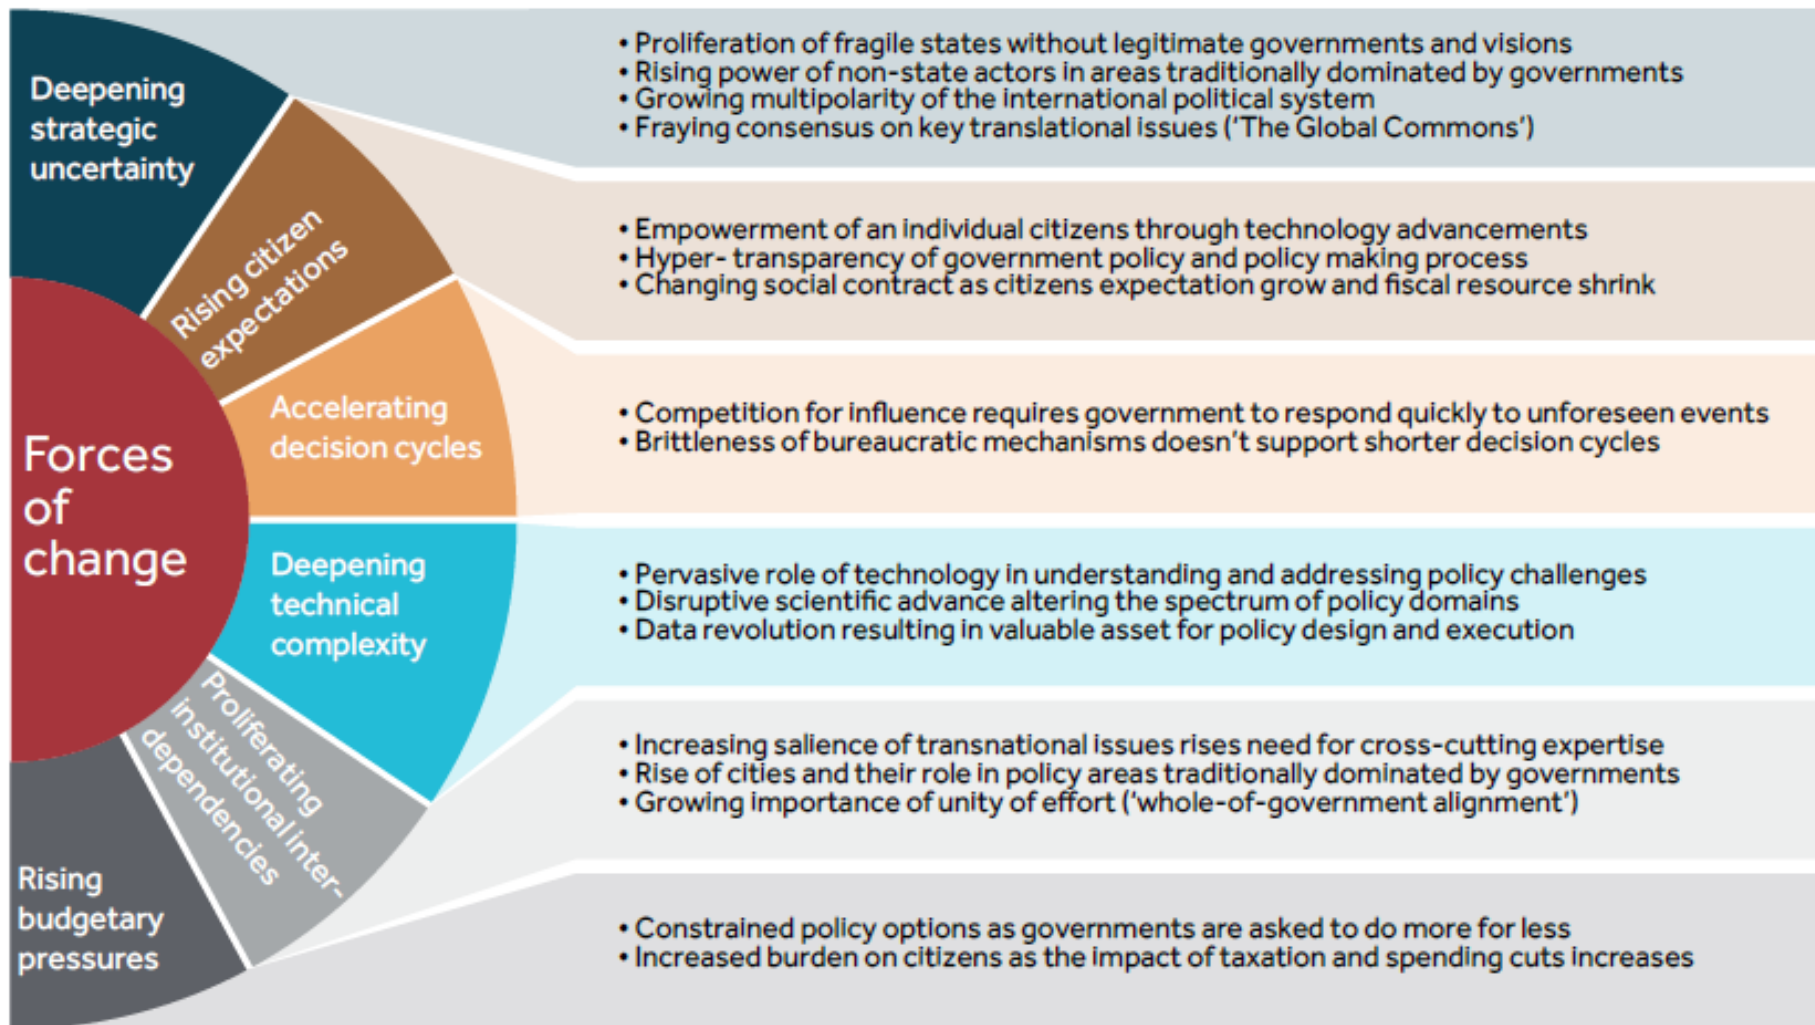 Forces
of
change
Deepening
strategic
uncertainty
• Proliferation of fragile states without legitimate governments and visions
• Rising power of non-state actors in areas traditionally dominated by governments
• Growing multipolarity of the international political system
• Fraying consensus on key translational issues (‘The Global Commons’)
Rising citizen
expectations
• Empowerment of an individual citizens through technology advancements
• Hyper- transparency of government policy and policy making process
• Changing social contract as citizens expectation grow and fiscal resource shrink
Accelerating
decision cycles
• Competition for influence requires government to respond quickly to unforeseen events
• Brittleness of bureaucratic mechanisms doesn’t support shorter decision cycles
Deepening
technical
complexity
• Pervasive role of technology in understanding and addressing policy challenges
• Disruptive scientific advance altering the spectrum of policy domains
• Data revolution resulting in valuable asset for policy design and execution
Proliferating
institutional inter-
dependencies
• Increasing salience of transnational issues rises need for cross-cutting expertise
• Rise of cities and their role in policy areas traditionally dominated by governments
• Growing importance of unity of effort (‘whole-of-government alignment’)
Rising
budgetary
pressures
• Constrained policy options as governments are asked to do more for less
• Increased burden on citizens as the impact of taxation and spending cuts increases